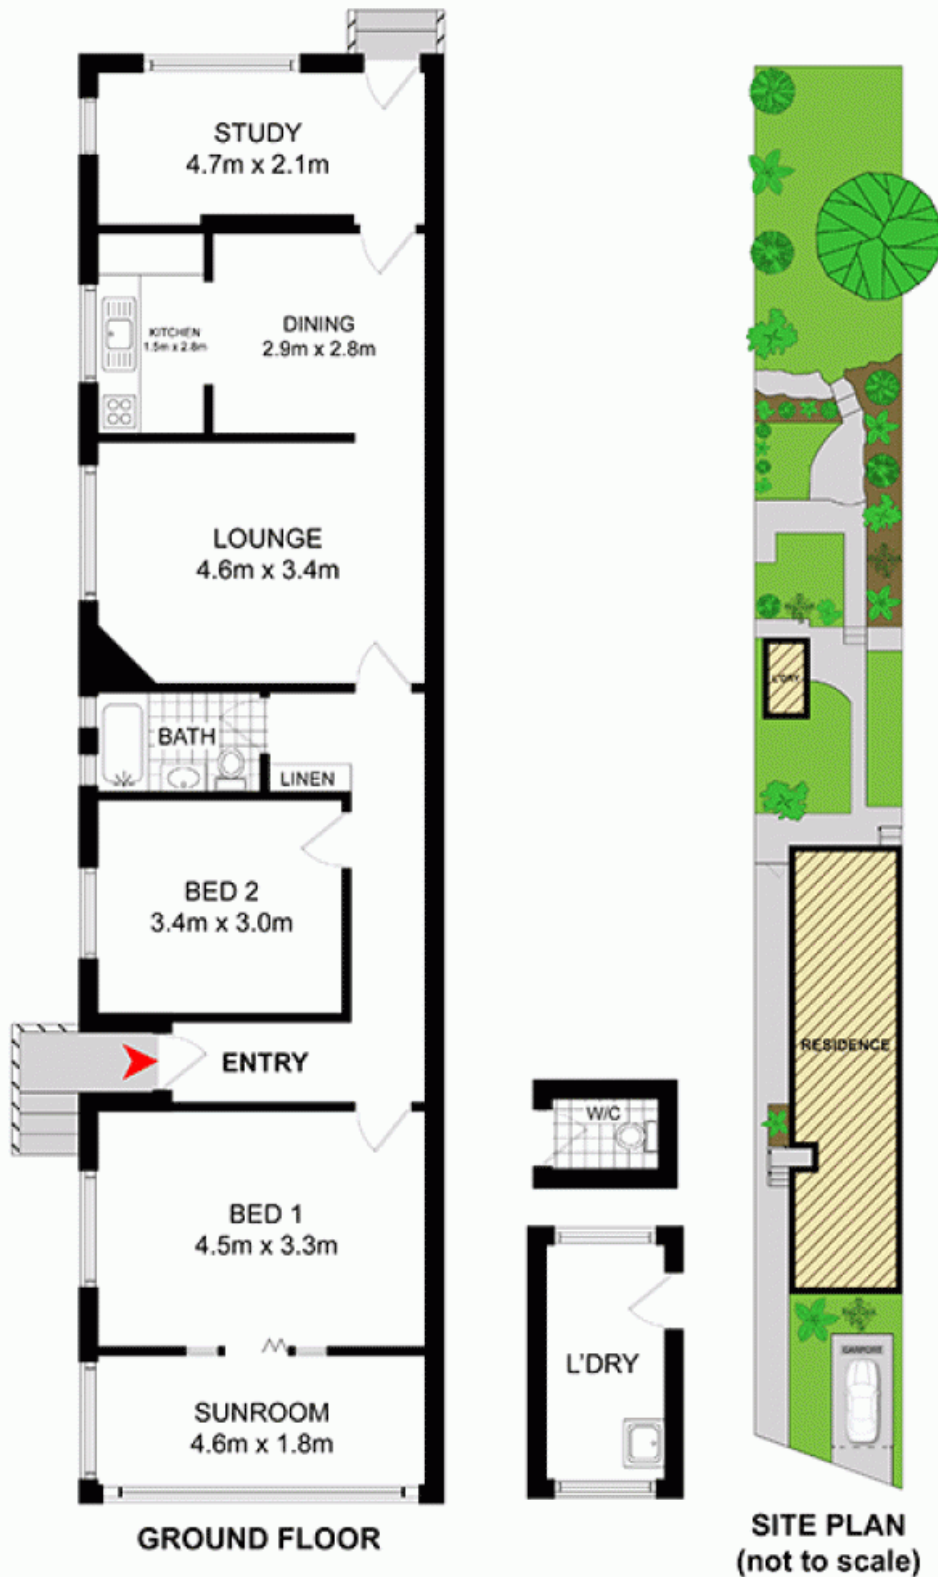 STUDY
4.7m x 2.1m
KITCHEN
1.5m x 2.8m
DINING
2.9m x 2.8m
LOUNGE
4.6m x 3.4m
BATH
LINEN
BED 2
3.4m x 3.0m
ENTRY
BED 1
4.5m x 3.3m
SUNROOM
4.6m x 1.8m
GROUND FLOOR
W/C
L'DRY
L'DRY
RESIDENCE
CARPORT
SITE PLAN
(not to scale)